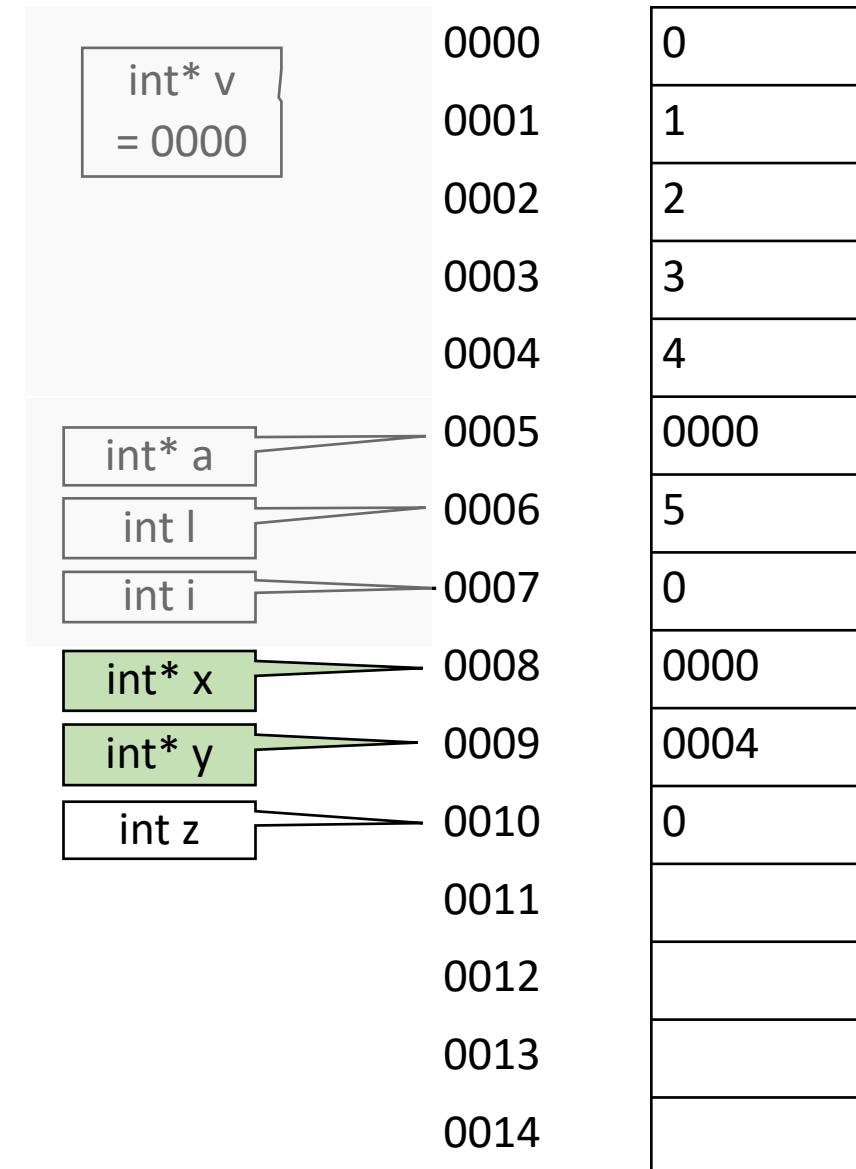 int* v
= 0000
0000 0
0001 1
0002 2
0003 3
0004 4
int* a 0005 0000
int l 0006 5
int i 0007 0
int* x 0008 0000
int* y 0009 0004
int z 0010 0
0011
0012
0013
0014